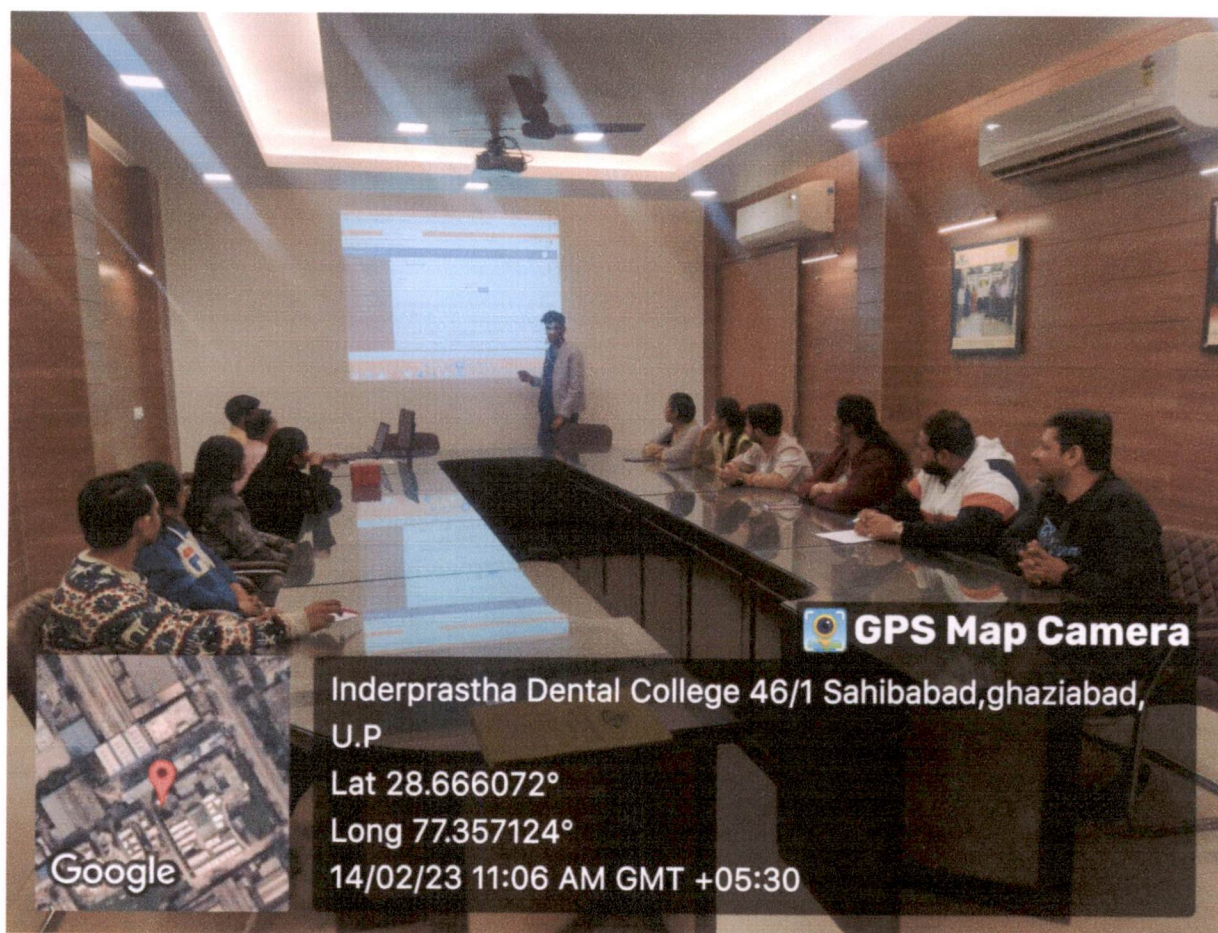 GPS Map Camera
Inderprastha Dental College 46/1 Sahibabad,ghaziabad,
U.P
Lat 28.666072°
Long 77.357124°
14/02/23 11:06 AM GMT +05:30
Google